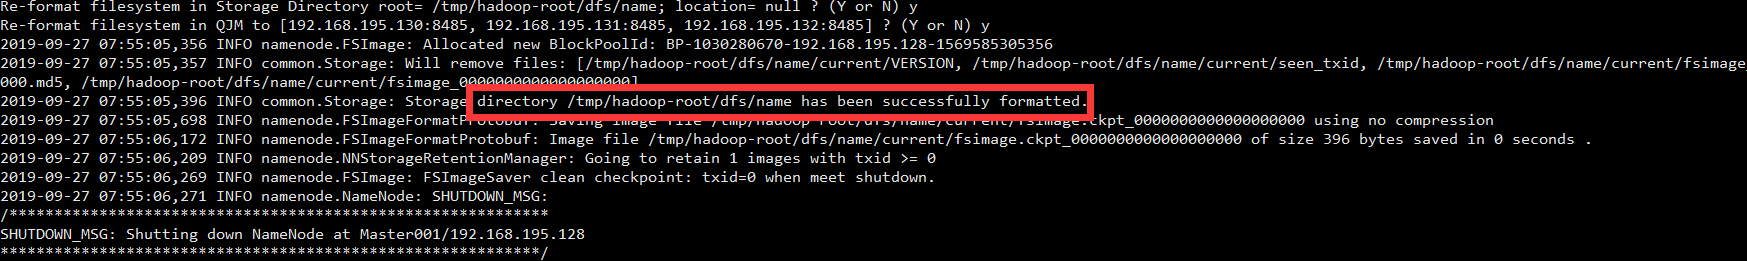 Re-format filesystem in Storage Directory root= /tmp/hadoop-root/dfs/name; location= null ? (Y or N) y
Re-format filesystem in QJM to [192.168.195.130:8485, 192.168.195.131:8485, 192.168.195.132:8485] ? (Y or N) y
2019-09-27 07:55:05,356 INFO namenode.FSImage: Allocated new BlockPoolId: BP-1030280670-192.168.195.128-1569585305356
2019-09-27 07:55:05,357 INFO common.Storage: Will remove files: [/tmp/hadoop-root/dfs/name/current/VERSION, /tmp/hadoop-root/dfs/name/current/seen_txid, /tmp/hadoop-root/dfs/name/current/fsimage_
000.md5, /tmp/hadoop-root/dfs/name/current/fsimage_0000000000000000000]
2019-09-27 07:55:05,396 INFO common.Storage: Storage directory /tmp/hadoop-root/dfs/name has been successfully formatted.
2019-09-27 07:55:05,698 INFO namenode.FSImageFormatProtobuf: Saving image file /tmp/hadoop-root/dfs/name/current/fsimage.ckpt_0000000000000000000 using no compression
2019-09-27 07:55:06,172 INFO namenode.FSImageFormatProtobuf: Image file /tmp/hadoop-root/dfs/name/current/fsimage.ckpt_0000000000000000000 of size 396 bytes saved in 0 seconds .
2019-09-27 07:55:06,209 INFO namenode.NNStorageRetentionManager: Going to retain 1 images with txid >= 0
2019-09-27 07:55:06,269 INFO namenode.FSImage: FSImageSaver clean checkpoint: txid=0 when meet shutdown.
2019-09-27 07:55:06,271 INFO namenode.NameNode: SHUTDOWN_MSG:
/************************************************************
SHUTDOWN_MSG: Shutting down NameNode at Master001/192.168.195.128
************************************************************/